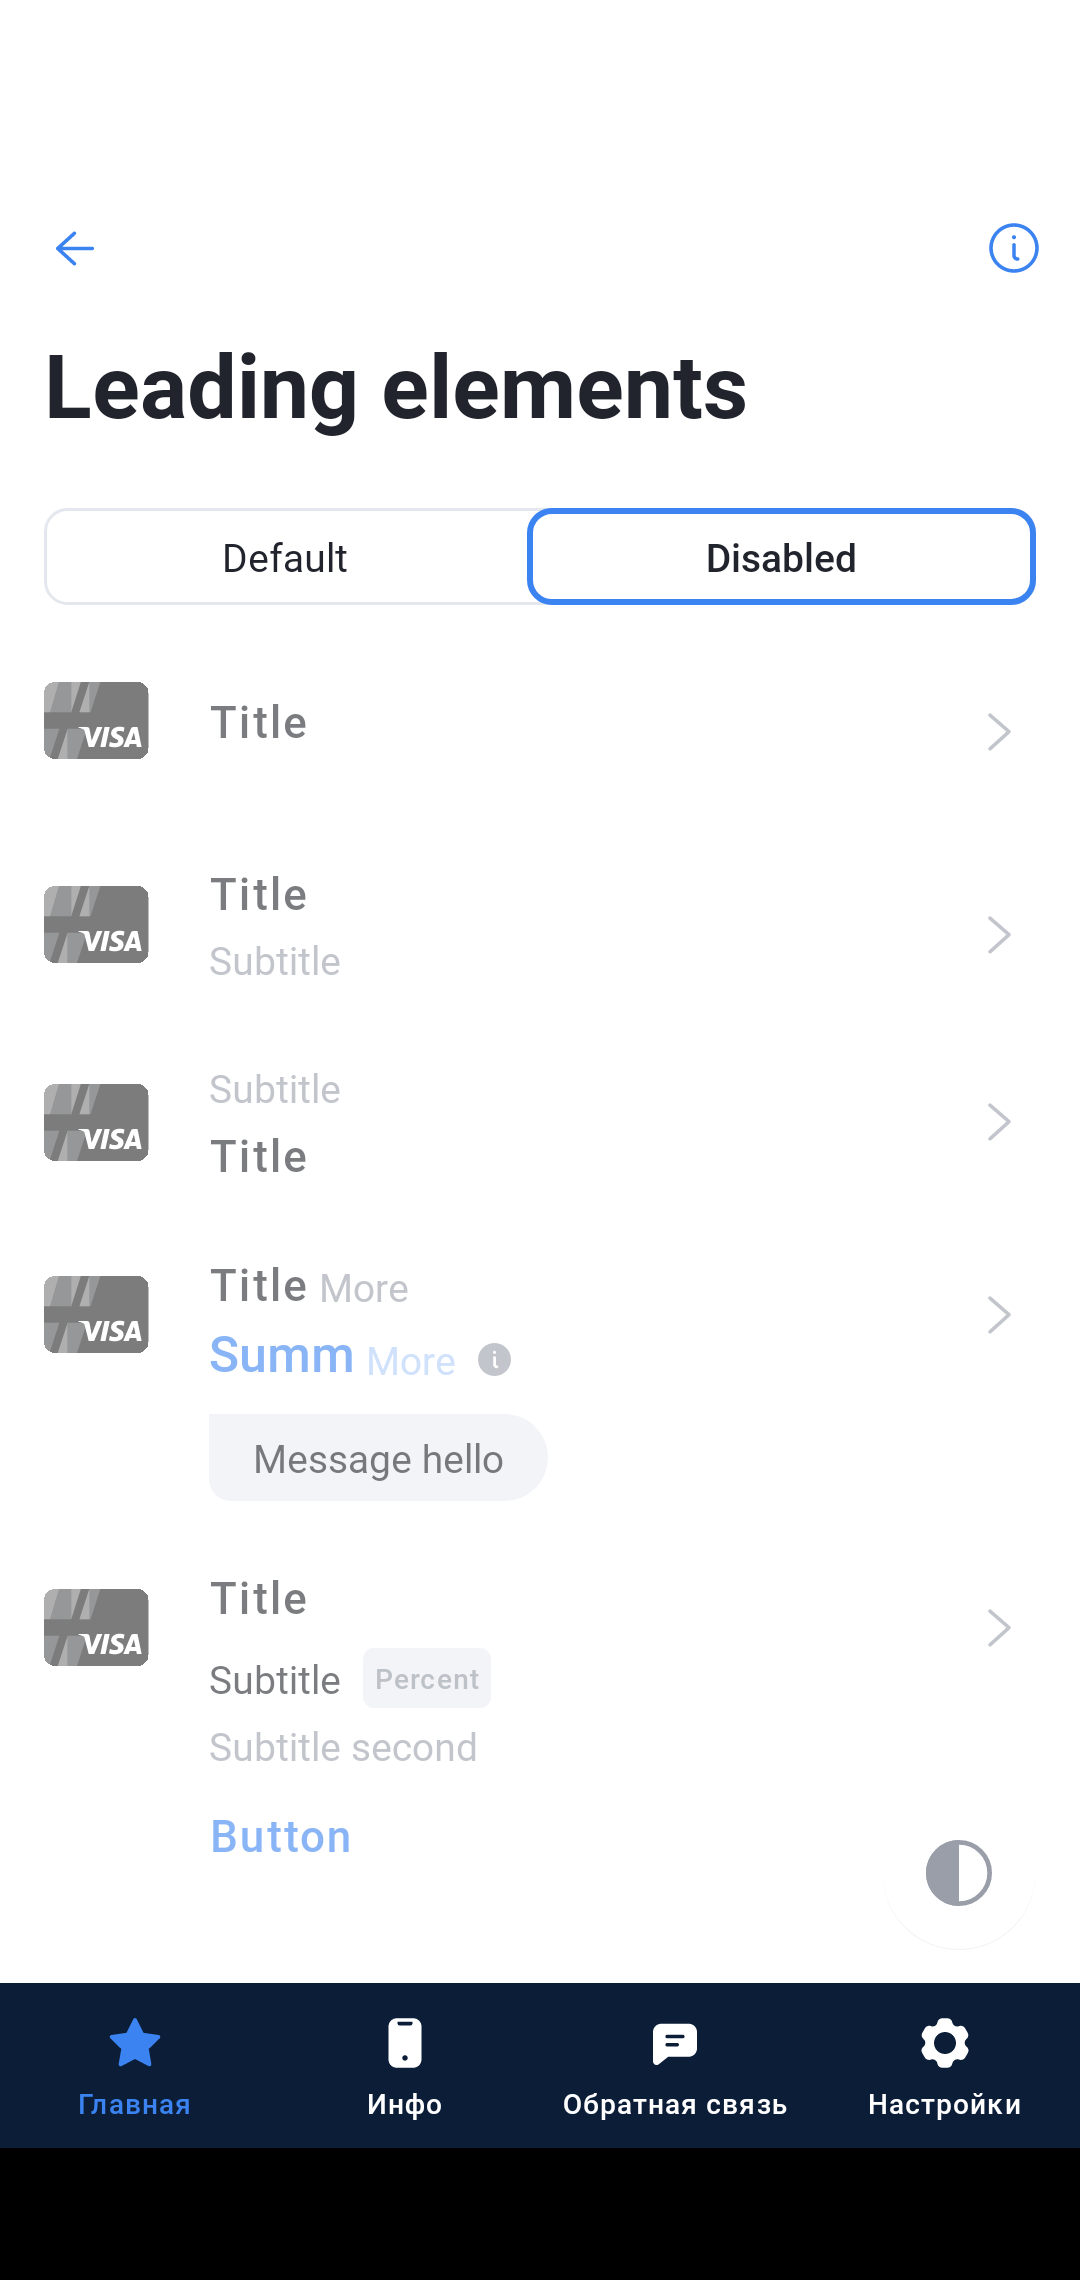 Leading elements
Default Disabled
VISA Title
VISA Title
Subtitle
Subtitle
VISA Title
VISA Title More
Summ More
Message hello
VISA Title
Subtitle Percent
Subtitle second
Button
Главная Инфо Обратная связь Настройки